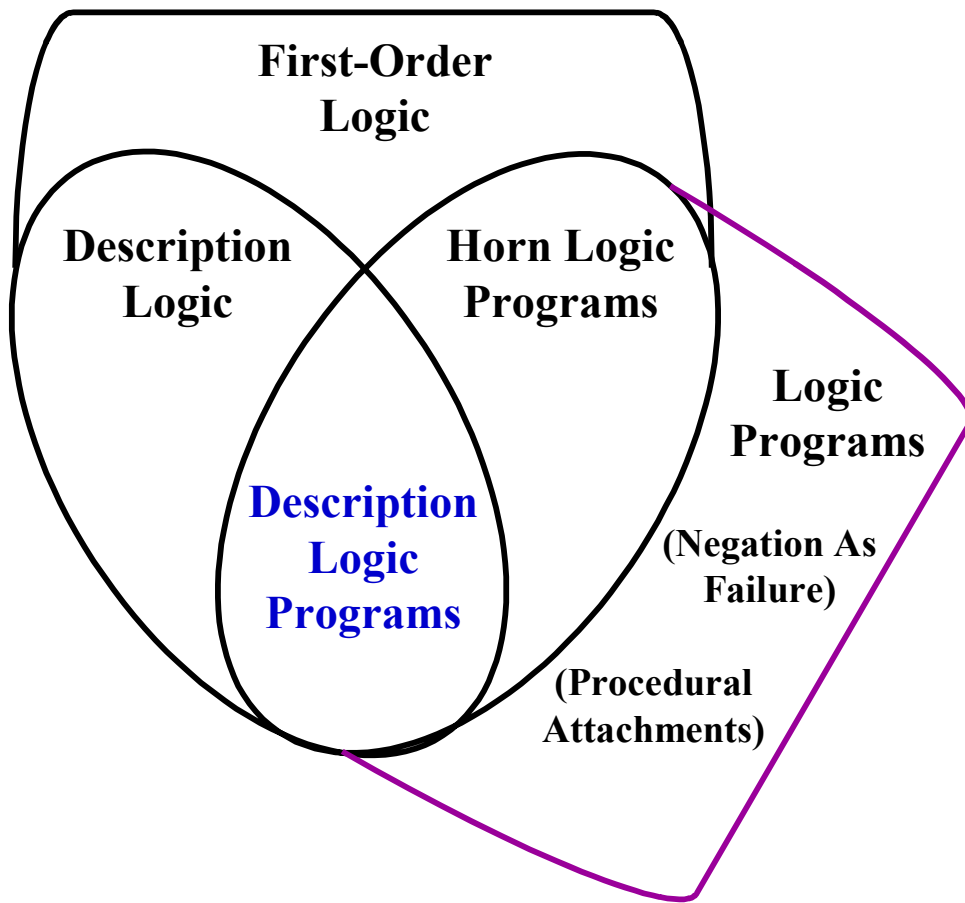 First-Order
Logic
Description
Logic
Horn Logic
Programs
Logic
Programs
Description
Logic
Programs
(Negation As
Failure)
(Procedural
Attachments)